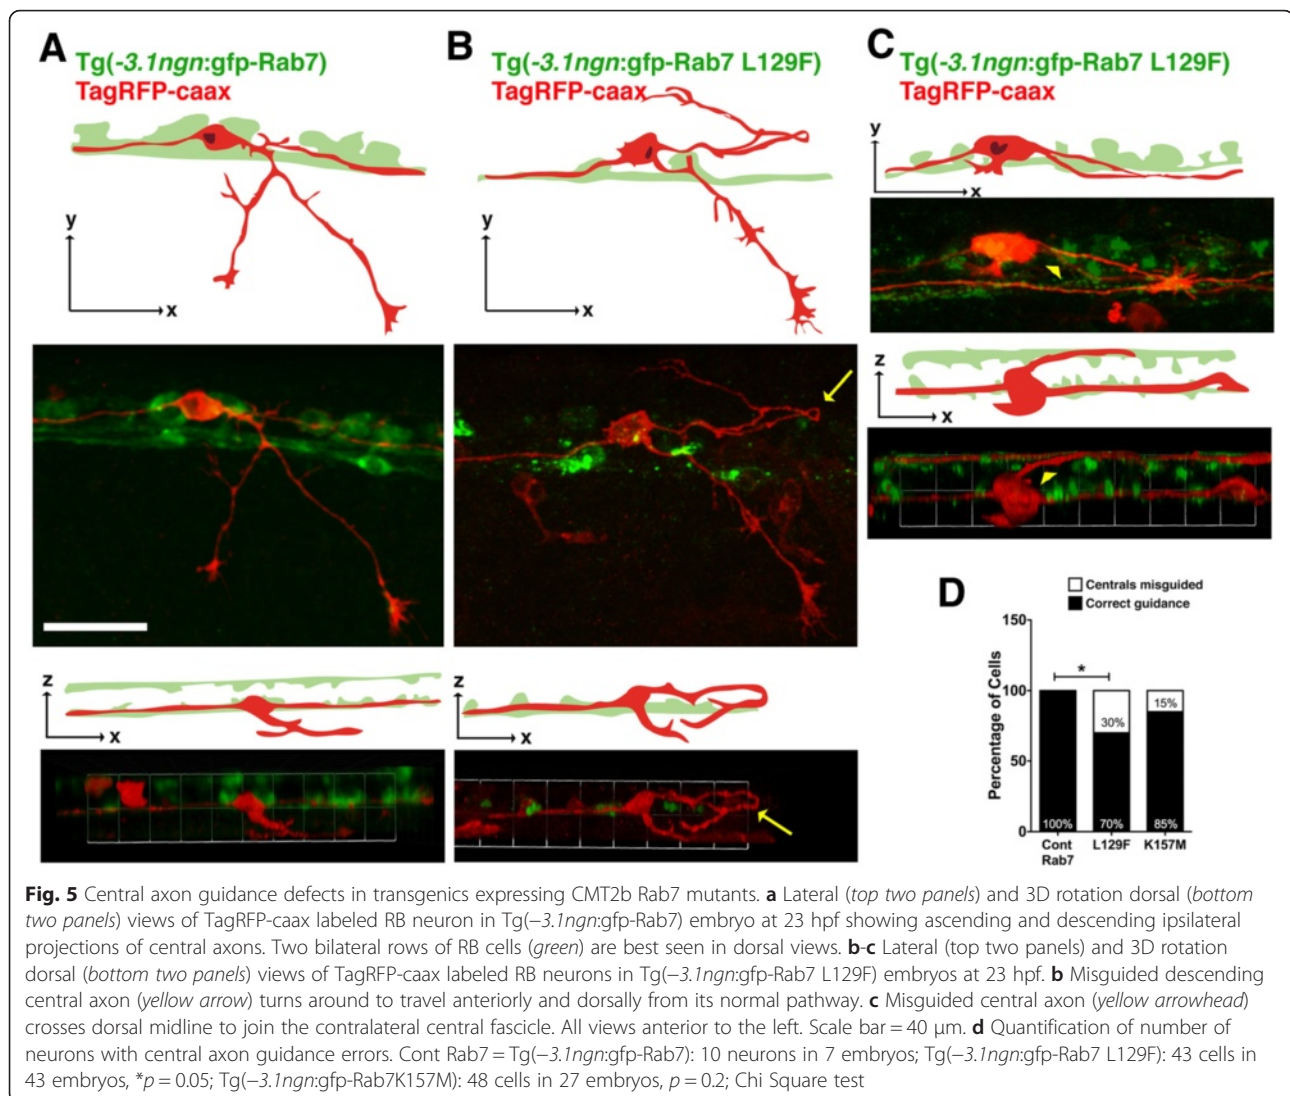 A
Tg(-3.1ngn:gfp-Rab7)
TagRFP-caax
y
x
z
x
B
Tg(-3.1ngn:gfp-Rab7 L129F)
TagRFP-caax
y
x
z
x
C
Tg(-3.1ngn:gfp-Rab7 L129F)
TagRFP-caax
y
x
z
x
D
Centrals misguided
Correct guidance
Percentage of Cells
150
100
50
0
*
30%
15%
100%
70%
85%
Cont Rab7
L129F
K157M
Fig. 5 Central axon guidance defects in transgenics expressing CMT2b Rab7 mutants. a Lateral (top two panels) and 3D rotation dorsal (bottom
two panels) views of TagRFP-caax labeled RB neuron in Tg(−3.1ngn:gfp-Rab7) embryo at 23 hpf showing ascending and descending ipsilateral
projections of central axons. Two bilateral rows of RB cells (green) are best seen in dorsal views. b-c Lateral (top two panels) and 3D rotation
dorsal (bottom two panels) views of TagRFP-caax labeled RB neurons in Tg(−3.1ngn:gfp-Rab7 L129F) embryos at 23 hpf. b Misguided descending
central axon (yellow arrow) turns around to travel anteriorly and dorsally from its normal pathway. c Misguided central axon (yellow arrowhead)
crosses dorsal midline to join the contralateral central fascicle. All views anterior to the left. Scale bar = 40 μm. d Quantification of number of
neurons with central axon guidance errors. Cont Rab7 = Tg(−3.1ngn:gfp-Rab7): 10 neurons in 7 embryos; Tg(−3.1ngn:gfp-Rab7 L129F): 43 cells in
43 embryos, *p = 0.05; Tg(−3.1ngn:gfp-Rab7K157M): 48 cells in 27 embryos, p = 0.2; Chi Square test